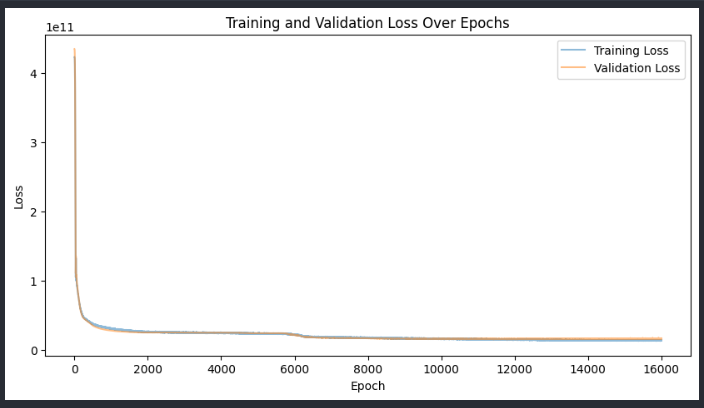 Training and Validation Loss Over Epochs
1e11
Training Loss
Validation Loss
4
3
2
1
0
Loss
0 2000 4000 6000 8000 10000 12000 14000 16000
Epoch